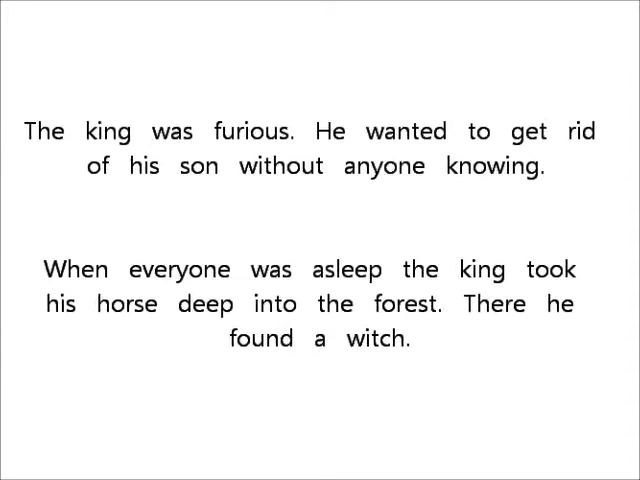 The king was furious. He wanted to get rid
of his son without anyone knowing.
When everyone was asleep the king took
his horse deep into the forest. There he
found a witch.